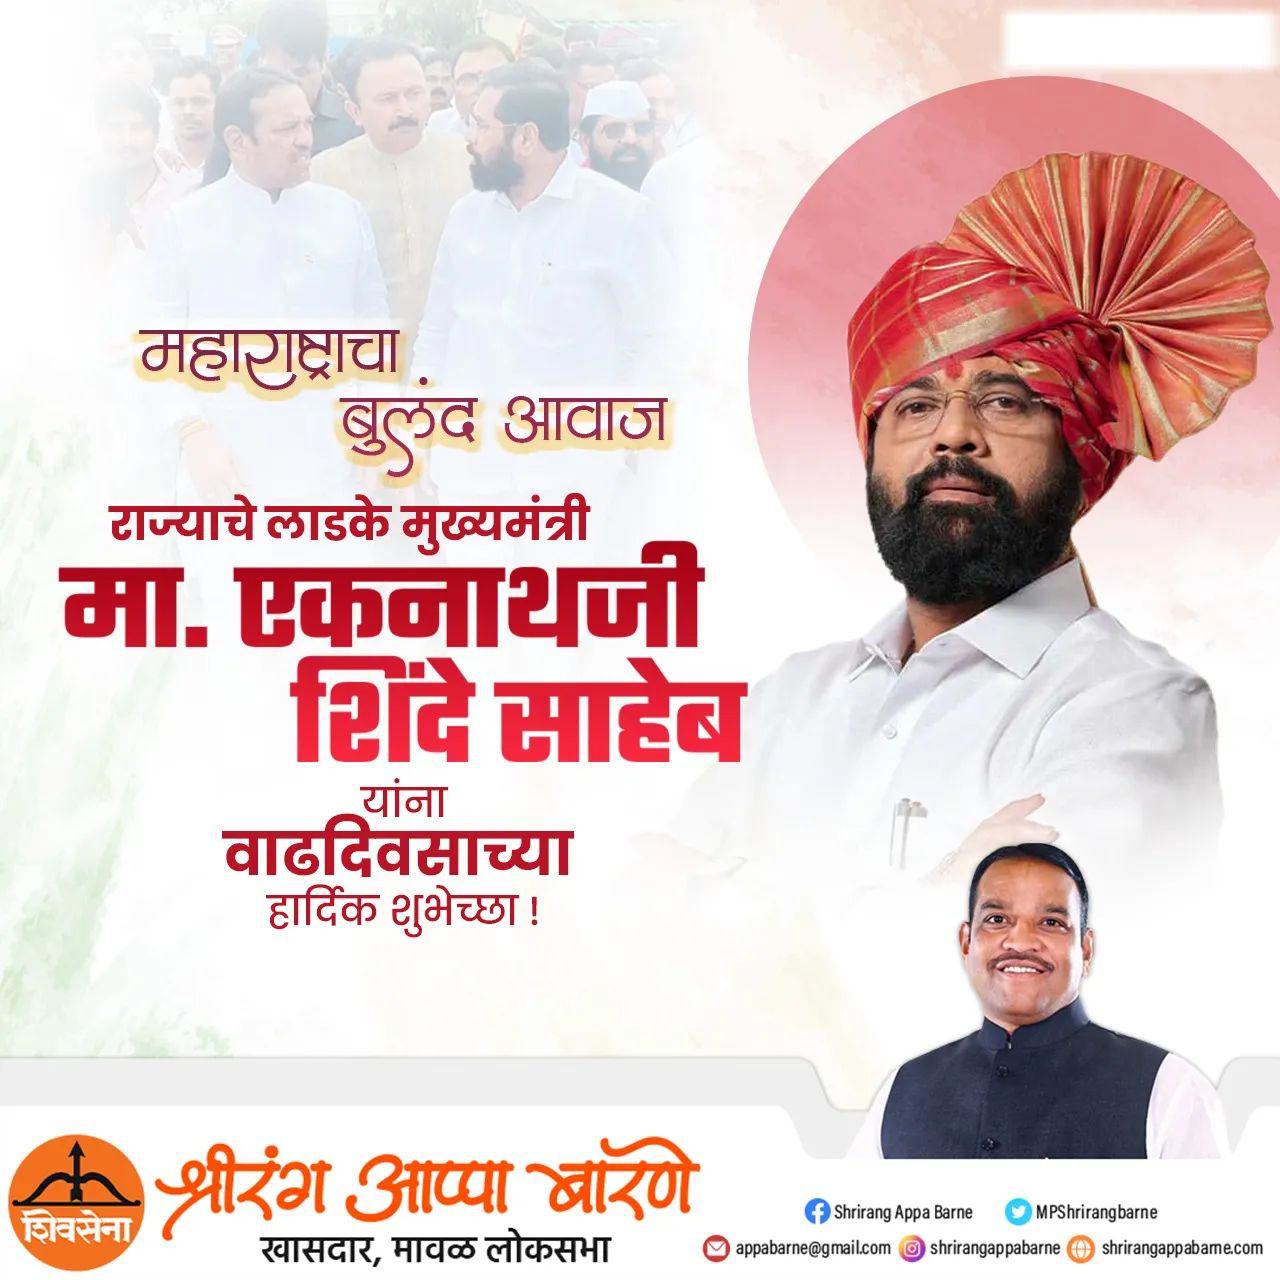 महाराष्ट्राचा
बुलंद आवाज
राज्याचे लाडके मुख्यमंत्री
मा. एकनाथजी
शिंदे साहेब
यांना
वाढदिवसाच्या
हार्दिक शुभेच्छा !
शिवसेना
श्रीरंग आप्पा बारणे
खासदार, मावळ लोकसभा
Shrirang Appa Barne MPShrirangbarne
appabarne@gmail.com shrirangappabarne shrirangappabarne.com